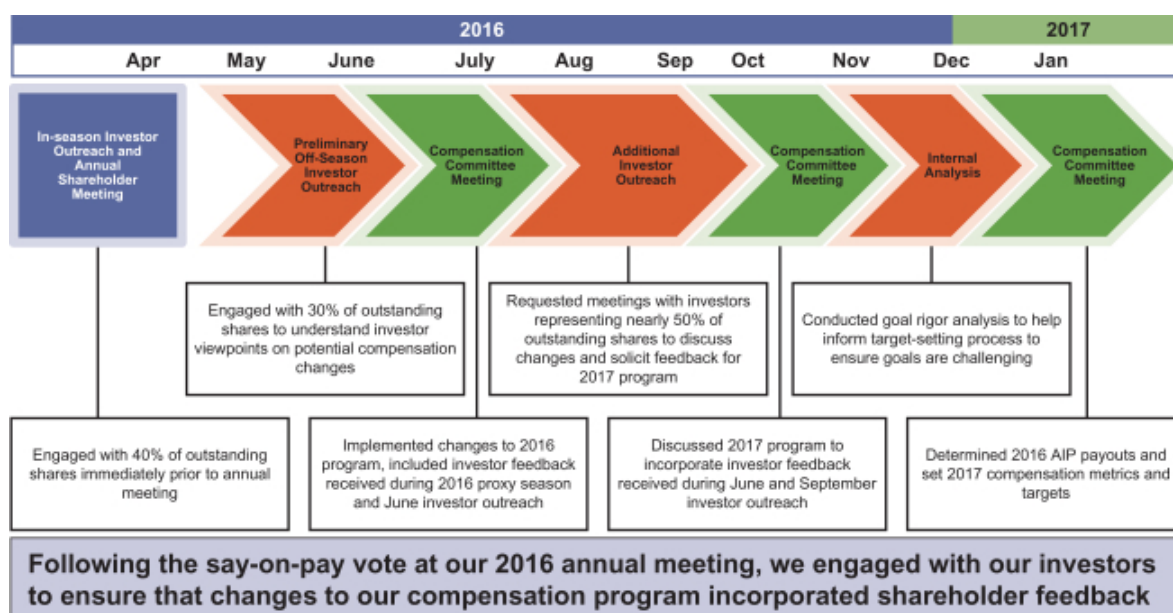 2016
2017
Apr May June July Aug Sep Oct Nov Dec Jan
In-season Investor
Outreach and
Annual
Shareholder
Meeting
Preliminary
Off-Season
Investor
Outreach
Compensation
Committee
Meeting
Additional
Investor
Outreach
Compensation
Committee
Meeting
Internal
Analysis
Compensation
Committee
Meeting
Engaged with 30% of outstanding
shares to understand investor
viewpoints on potential compensation
changes
Requested meetings with investors
representing nearly 50% of
outstanding shares to discuss
changes and solicit feedback for
2017 program
Conducted goal rigor analysis to help
inform target-setting process to
ensure goals are challenging
Engaged with 40% of outstanding
shares immediately prior to annual
meeting
Implemented changes to 2016
program, included investor feedback
received during 2016 proxy season
and June investor outreach
Discussed 2017 program to
incorporate investor feedback
received during June and September
investor outreach
Determined 2016 AIP payouts and
set 2017 compensation metrics and
targets
Following the say-on-pay vote at our 2016 annual meeting, we engaged with our investors
to ensure that changes to our compensation program incorporated shareholder feedback